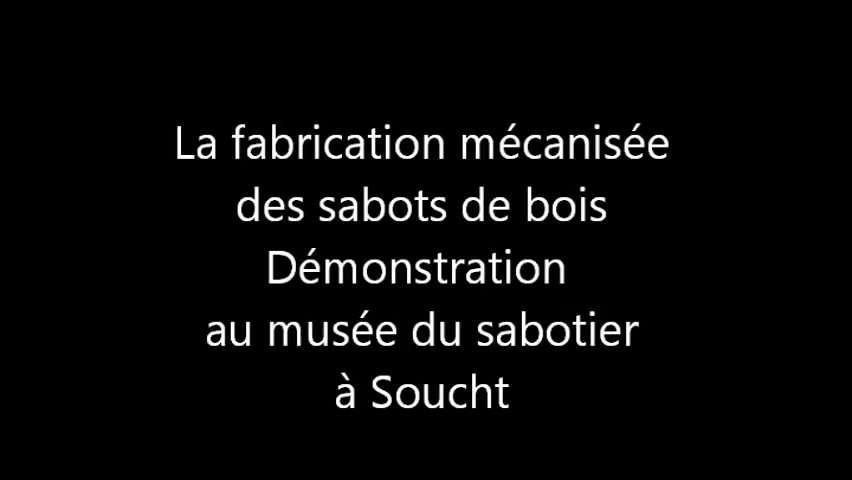 La fabrication mécanisée
des sabots de bois
Démonstration
au musée du sabotier
à Soucht